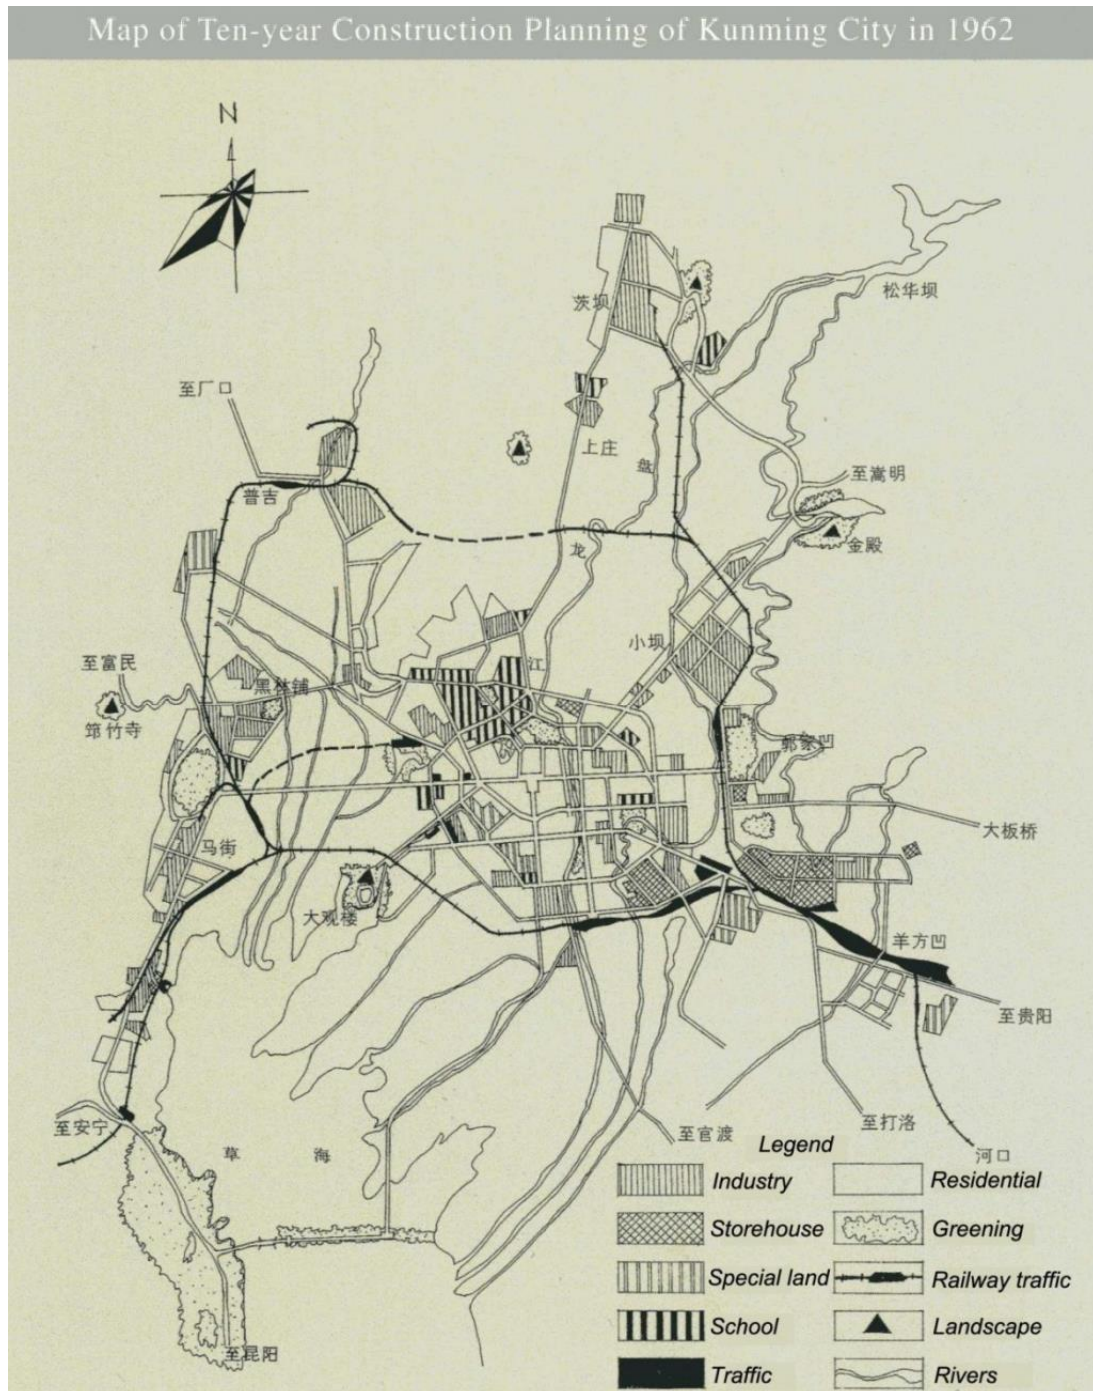 Map of Ten-year Construction Planning of Kunming City in 1962
N
松华坝
茨坝
至厂口
上庄
盘
至嵩明
普吉
龙
金殿
小坝
江
至富民
黑林铺
筇竹寺
郭家凹
大板桥
马街
大观楼
羊方凹
至贵阳
至安宁
至官渡
至打洛
河口
草海
至昆阳
Legend
Industry
Residential
Storehouse
Greening
Special land
Railway traffic
School
Landscape
Traffic
Rivers